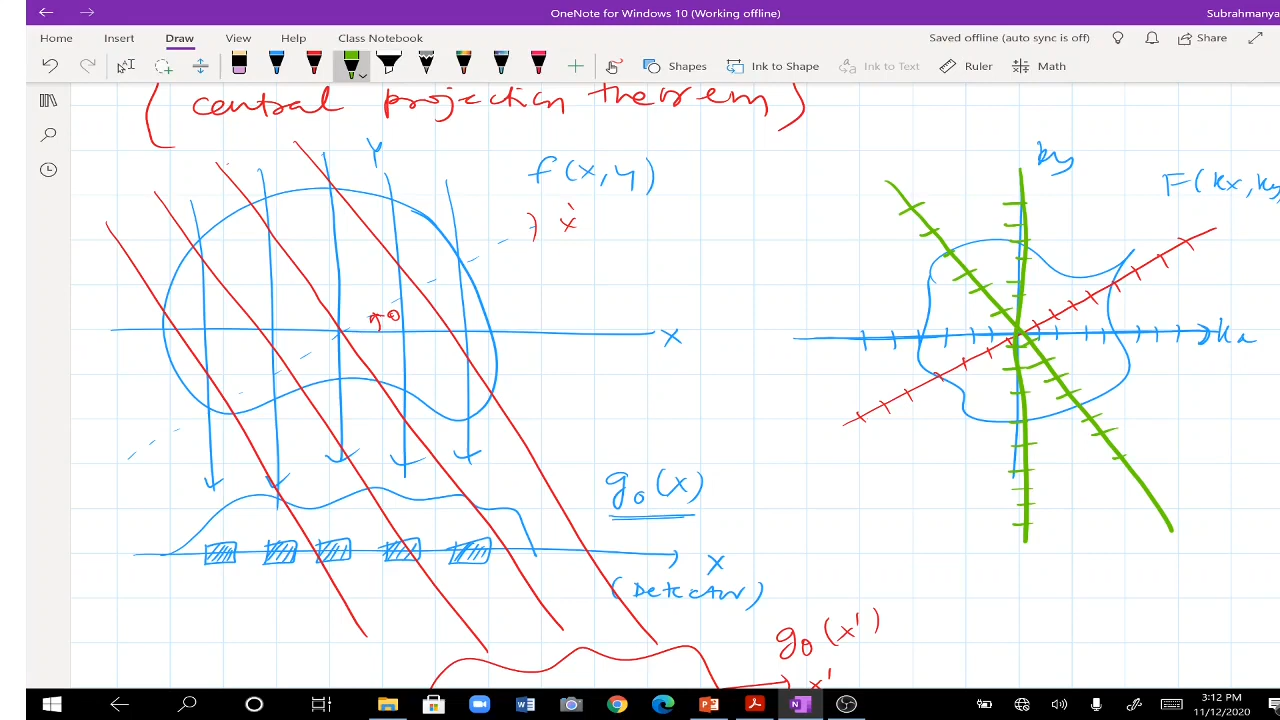 OneNote for Windows 10 (Working offline)
Subrahmanya
Home Insert Draw View Help Class Notebook
Saved offline (auto sync is off) Share
Shapes Ink to Shape Ink to Text Ruler Math
(central projection theorem)
Y
f(x,y)
x'
θ
X
ky
F(kx, ky
kx
g₀(x)
x
(Detector)
gθ(x')
x'
3:12 PM
11/12/2020